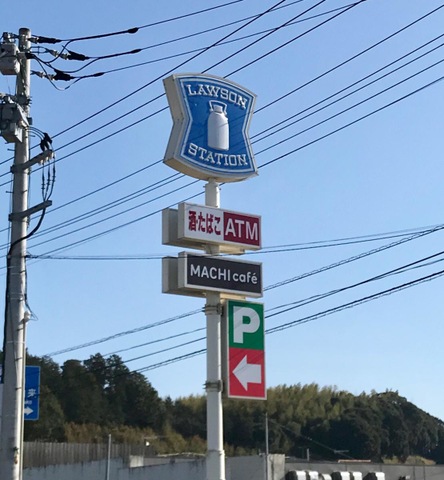 LAWSON
STATION
酒たばこ ATM
MACHI café
P